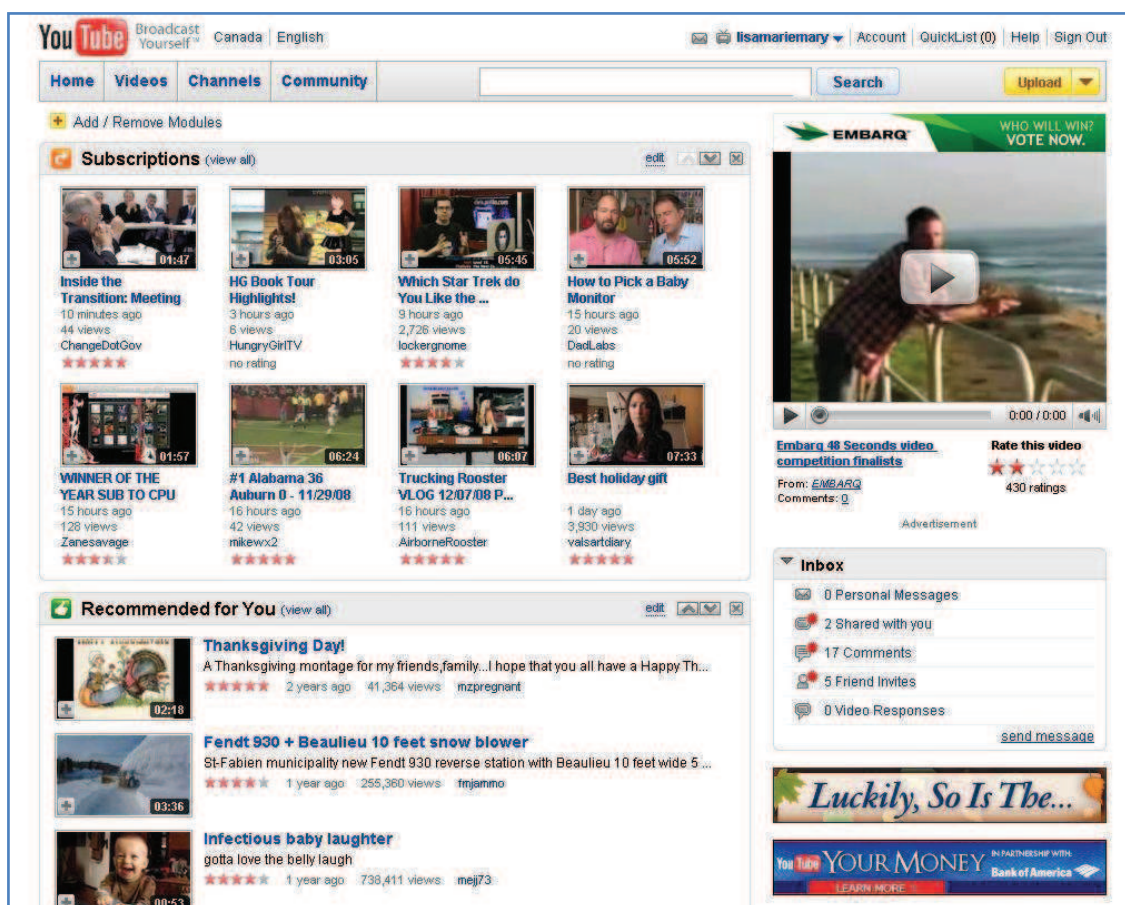 YouTube Broadcast Yourself™ Canada English lisamariemary Account QuickList (0) Help Sign Out
Home Videos Channels Community Search Upload
Add / Remove Modules
Subscriptions (view all) edit
01:47 03:05 05:45 05:52
Inside the Transition: Meeting
10 minutes ago
44 views
ChangeDotGov
HG Book Tour Highlights!
3 hours ago
6 views
HungryGirlTV
no rating
Which Star Trek do You Like the ...
9 hours ago
2,726 views
lockergnome
How to Pick a Baby Monitor
15 hours ago
20 views
DadLabs
no rating
01:57 06:24 06:07 07:33
WINNER OF THE YEAR SUB TO CPU
15 hours ago
128 views
Zanesavage
#1 Alabama 36 Auburn 0 - 11/29/08
16 hours ago
42 views
mikewx2
Trucking Rooster VLOG 12/07/08 P...
16 hours ago
111 views
AirborneRooster
Best holiday gift
1 day ago
3,930 views
valsartdiary
Recommended for You (view all) edit
Thanksgiving Day!
A Thanksgiving montage for my friends,family...I hope that you all have a Happy Th...
2 years ago 41,364 views mzpregnant
02:18
Fendt 930 + Beaulieu 10 feet snow blower
St-Fabien municipality new Fendt 930 reverse station with Beaulieu 10 feet wide 5 ...
1 year ago 255,360 views fmjammo
03:36
Infectious baby laughter
gotta love the belly laugh
1 year ago 738,411 views mejj73
00:53
EMBARQ WHO WILL WIN?
VOTE NOW.
0:00 / 0:00
Embarq 48 Seconds video competition finalists
From: EMBARQ
Comments: 0
Rate this video
430 ratings
Advertisement
Inbox
0 Personal Messages
2 Shared with you
17 Comments
5 Friend Invites
0 Video Responses
send message
Luckily, So Is The...
YouTube YOUR MONEY IN PARTNERSHIP WITH:
Bank of America
LEARN MORE